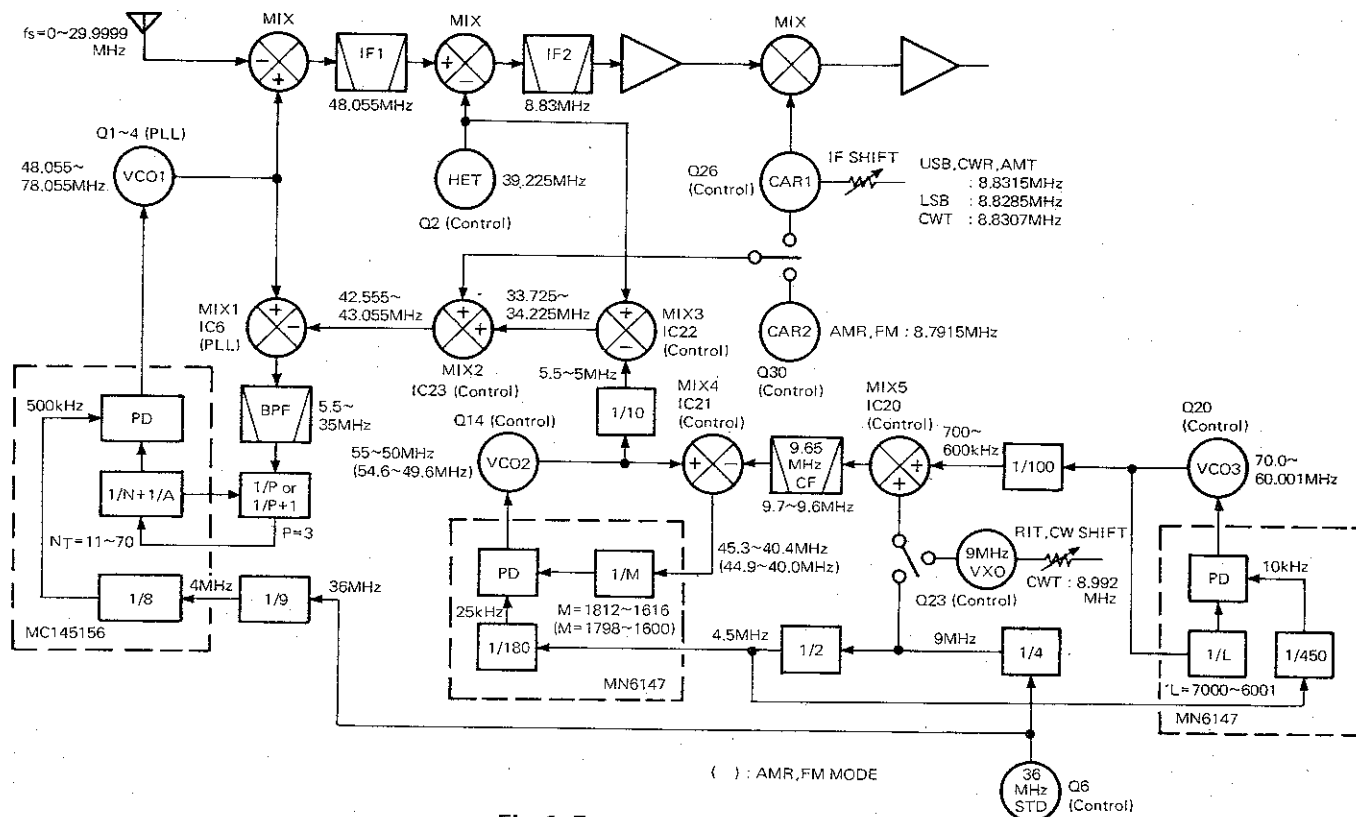 fs=0~29.9999
MHz
MIX
IF1
48.055MHz
MIX
IF2
8.83MHz
MIX
Q1~4 (PLL)
48.055~
78.055MHz.
VCO1
HET
39.225MHz
Q2 (Control)
Q26
(Control)
CAR1
IF SHIFT
USB,CWR,AMT
: 8.8315MHz
LSB : 8.8285MHz
CWT : 8.8307MHz
MIX1
IC6
(PLL)
42.555~
43.055MHz
MIX2
IC23 (Control)
33.725~
34.225MHz
MIX3
IC22
(Control)
CAR2
AMR,FM : 8.7915MHz
Q30
(Control)
5.5~5MHz
1/10
500kHz
PD
BPF
5.5~
35MHz
Q14 (Control)
VCO2
55~50MHz
(54.6~49.6MHz)
MIX4
IC21
(Control)
9.65
MHz
CF
9.7~9.6MHz
MIX5
IC20
(Control)
700~
600kHz
1/100
Q20
(Control)
VCO3
70.0~
60.001MHz
1/N+1/A
1/P or
1/P+1
P=3
NT=11~70
PD
1/M
45.3~40.4MHz
(44.9~40.0MHz)
M=1812~1616
(M=1798~1600)
25kHz
1/180
MN6147
RIT,CW SHIFT
9MHz
VXO
CWT : 8.992
MHz
Q23 (Control)
PD
10kHz
1/L
1/450
L=7000~6001
MN6147
1/8
4MHz
1/9
36MHz
MC145156
4.5MHz
1/2
9MHz
1/4
( ) : AMR,FM MODE
36
MHz
STD
Q6
(Control)